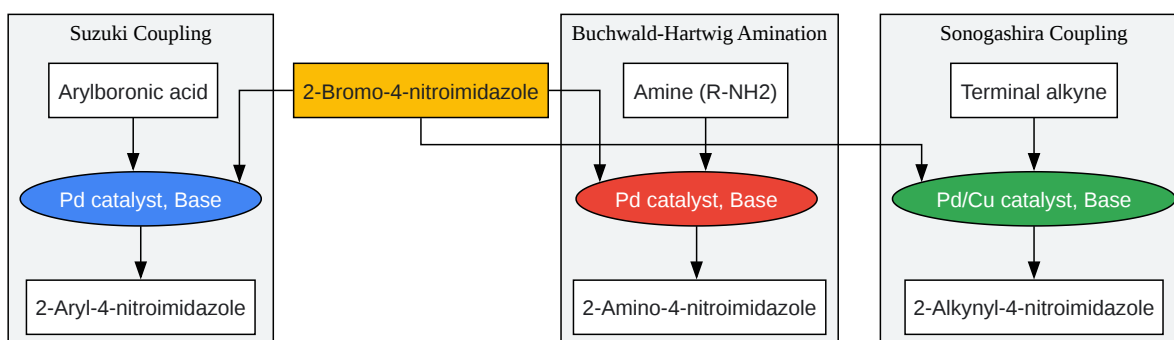 Suzuki Coupling
Buchwald-Hartwig Amination
Sonogashira Coupling
Arylboronic acid
2-Bromo-4-nitroimidazole
Amine (R-NH2)
Terminal alkyne
Pd catalyst, Base
Pd catalyst, Base
Pd/Cu catalyst, Base
2-Aryl-4-nitroimidazole
2-Amino-4-nitroimidazole
2-Alkynyl-4-nitroimidazole